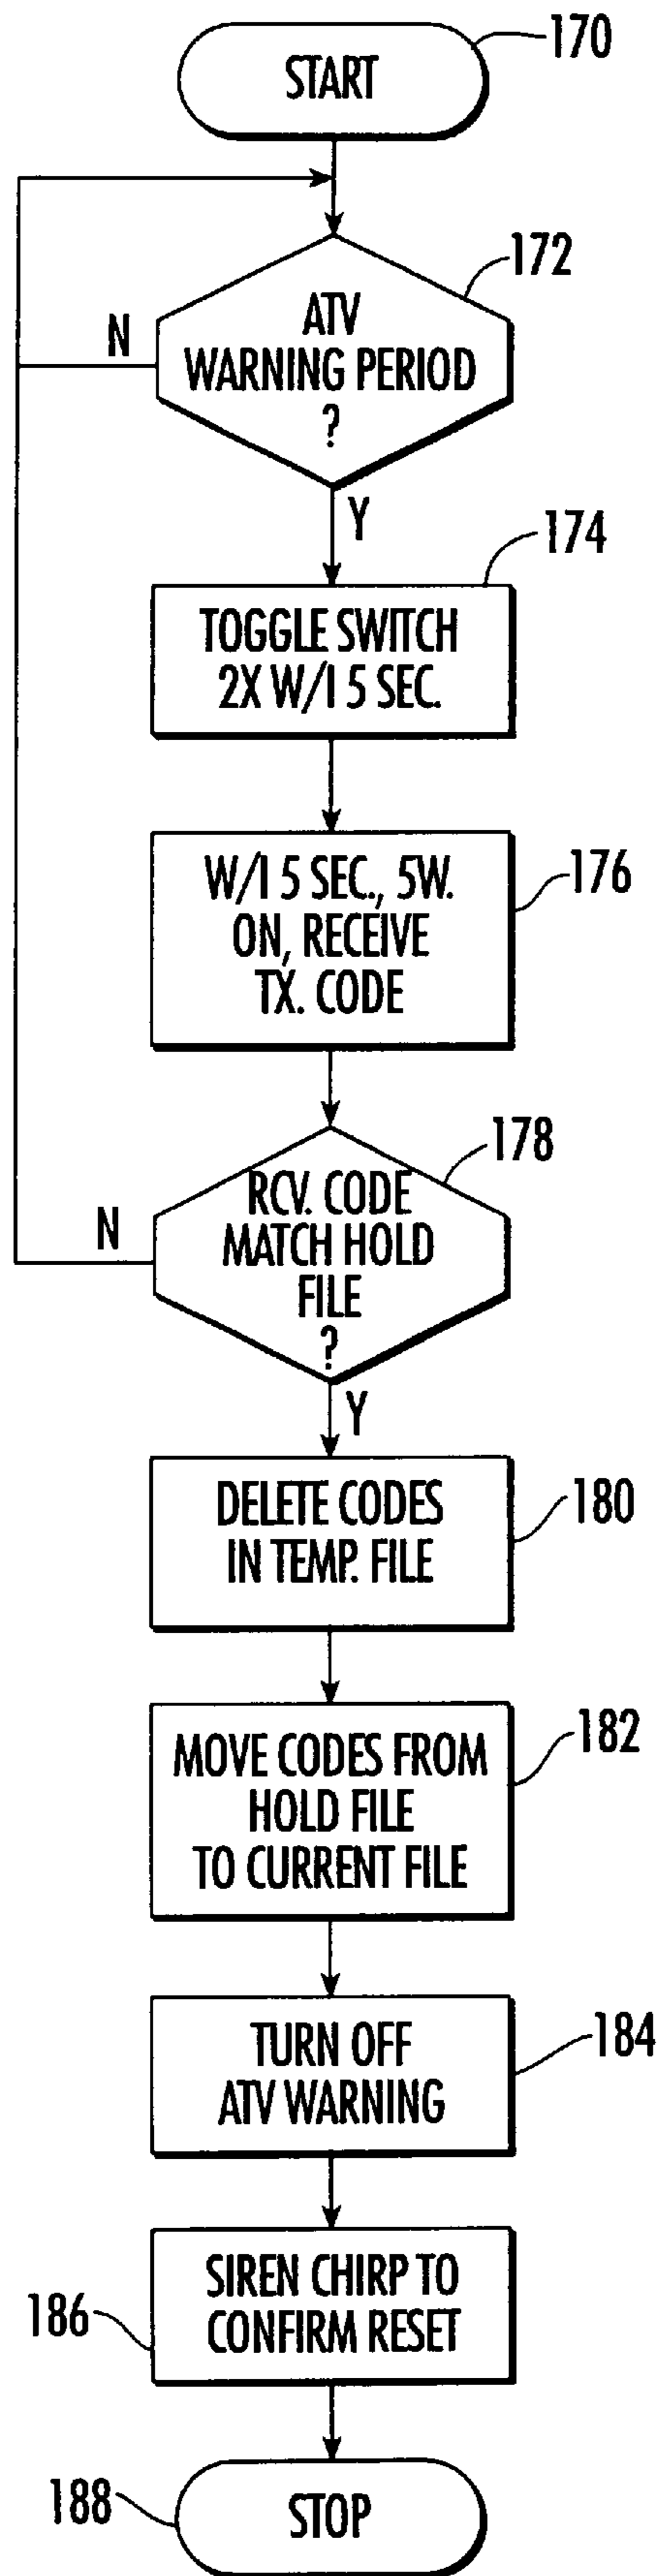 START
170
ATV
WARNING PERIOD
?
172
N
Y
TOGGLE SWITCH
2X W/I 5 SEC.
174
W/I 5 SEC., 5W.
ON, RECEIVE
TX. CODE
176
RCV. CODE
MATCH HOLD
FILE
?
178
N
Y
DELETE CODES
IN TEMP. FILE
180
MOVE CODES FROM
HOLD FILE
TO CURRENT FILE
182
TURN OFF
ATV WARNING
184
SIREN CHIRP TO
CONFIRM RESET
186
STOP
188